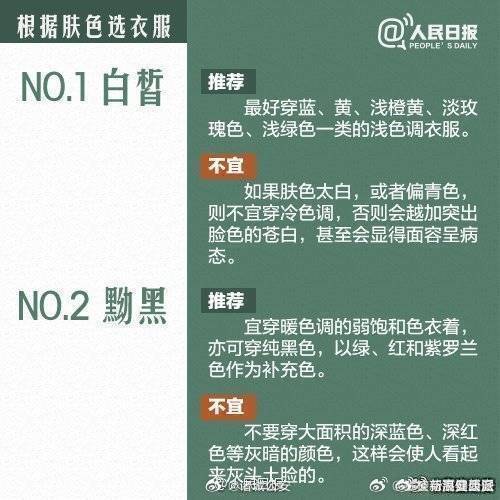 根据肤色选衣服
@人民日报
PEOPLE'S DAILY
NO.1 白皙
推荐
最好穿蓝、黄、浅橙黄、淡玫
瑰色、浅绿色一类的浅色调衣服。
不宜
如果肤色太白，或者偏青色，
则不宜穿冷色调，否则会越加突出
脸色的苍白，甚至会显得面容呈病
态。
NO.2 黝黑
推荐
宜穿暖色调的弱饱和色衣着，
亦可穿纯黑色，以绿、红和紫罗兰
色作为补充色。
不宜
不要穿大面积的深蓝色、深红
色等灰暗的颜色，这样会使人看起
来灰头土脸的。